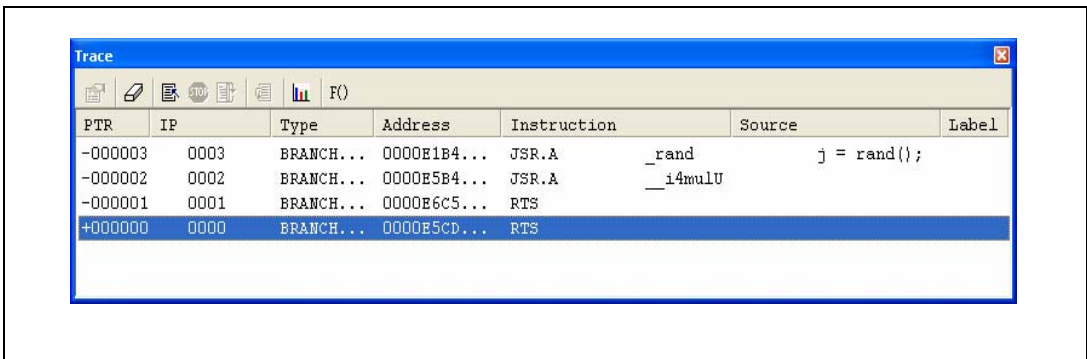 Trace
STOP F()
PTR IP Type Address Instruction Source Label
-000003 0003 BRANCH... 0000E1B4... JSR.A _rand j = rand();
-000002 0002 BRANCH... 0000E5B4... JSR.A __i4mulU
-000001 0001 BRANCH... 0000E6C5... RTS
+000000 0000 BRANCH... 0000E5CD... RTS